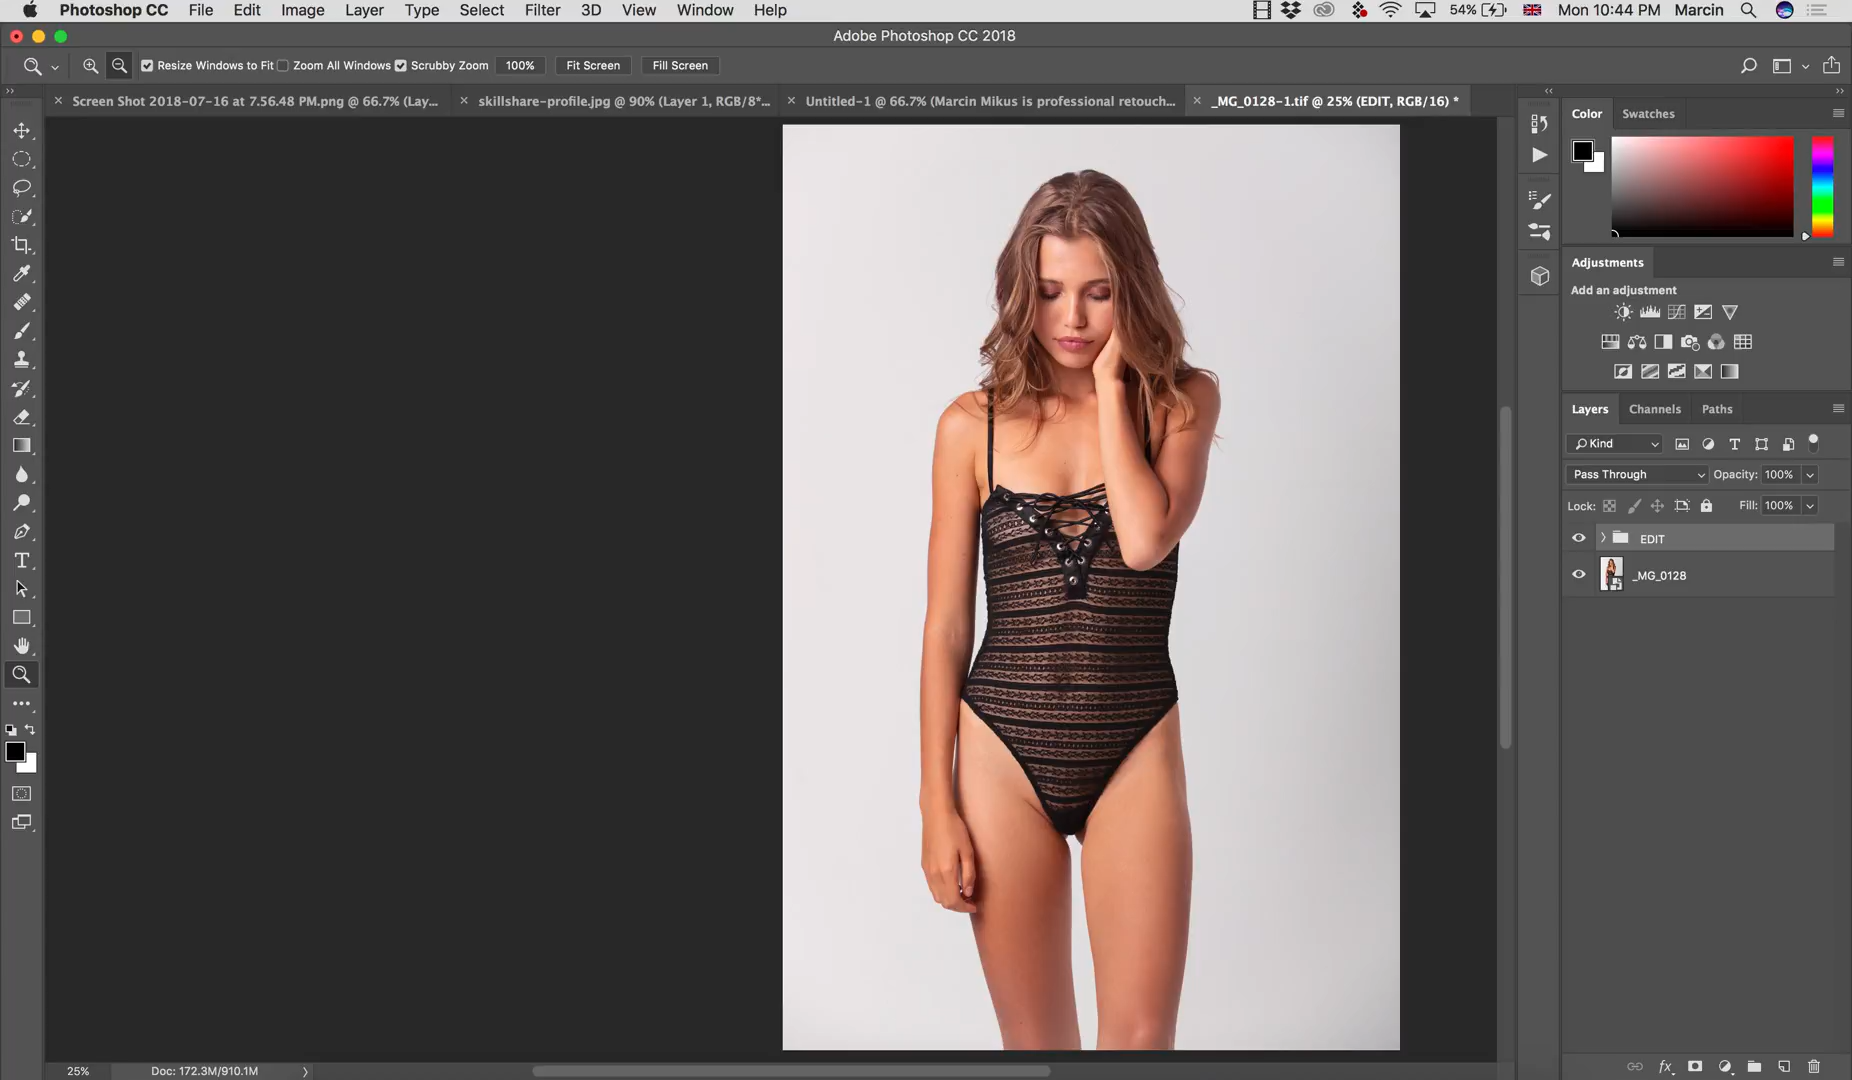 Photoshop CC File Edit Image Layer Type Select Filter 3D View Window Help 54% Mon 10:44 PM Marcin
Adobe Photoshop CC 2018
Resize Windows to Fit Zoom All Windows Scrubby Zoom 100% Fit Screen Fill Screen
Screen Shot 2018-07-16 at 7.56.48 PM.png @ 66.7% (Lay... skillshare-profile.jpg @ 90% (Layer 1, RGB/8*... Untitled-1 @ 66.7% (Marcin Mikus is professional retouch... _MG_0128-1.tif @ 25% (EDIT, RGB/16) *
Color Swatches
Adjustments
Add an adjustment
Layers Channels Paths
Kind
Pass Through Opacity: 100%
Lock: Fill: 100%
EDIT
_MG_0128
25% Doc: 172.3M/910.1M